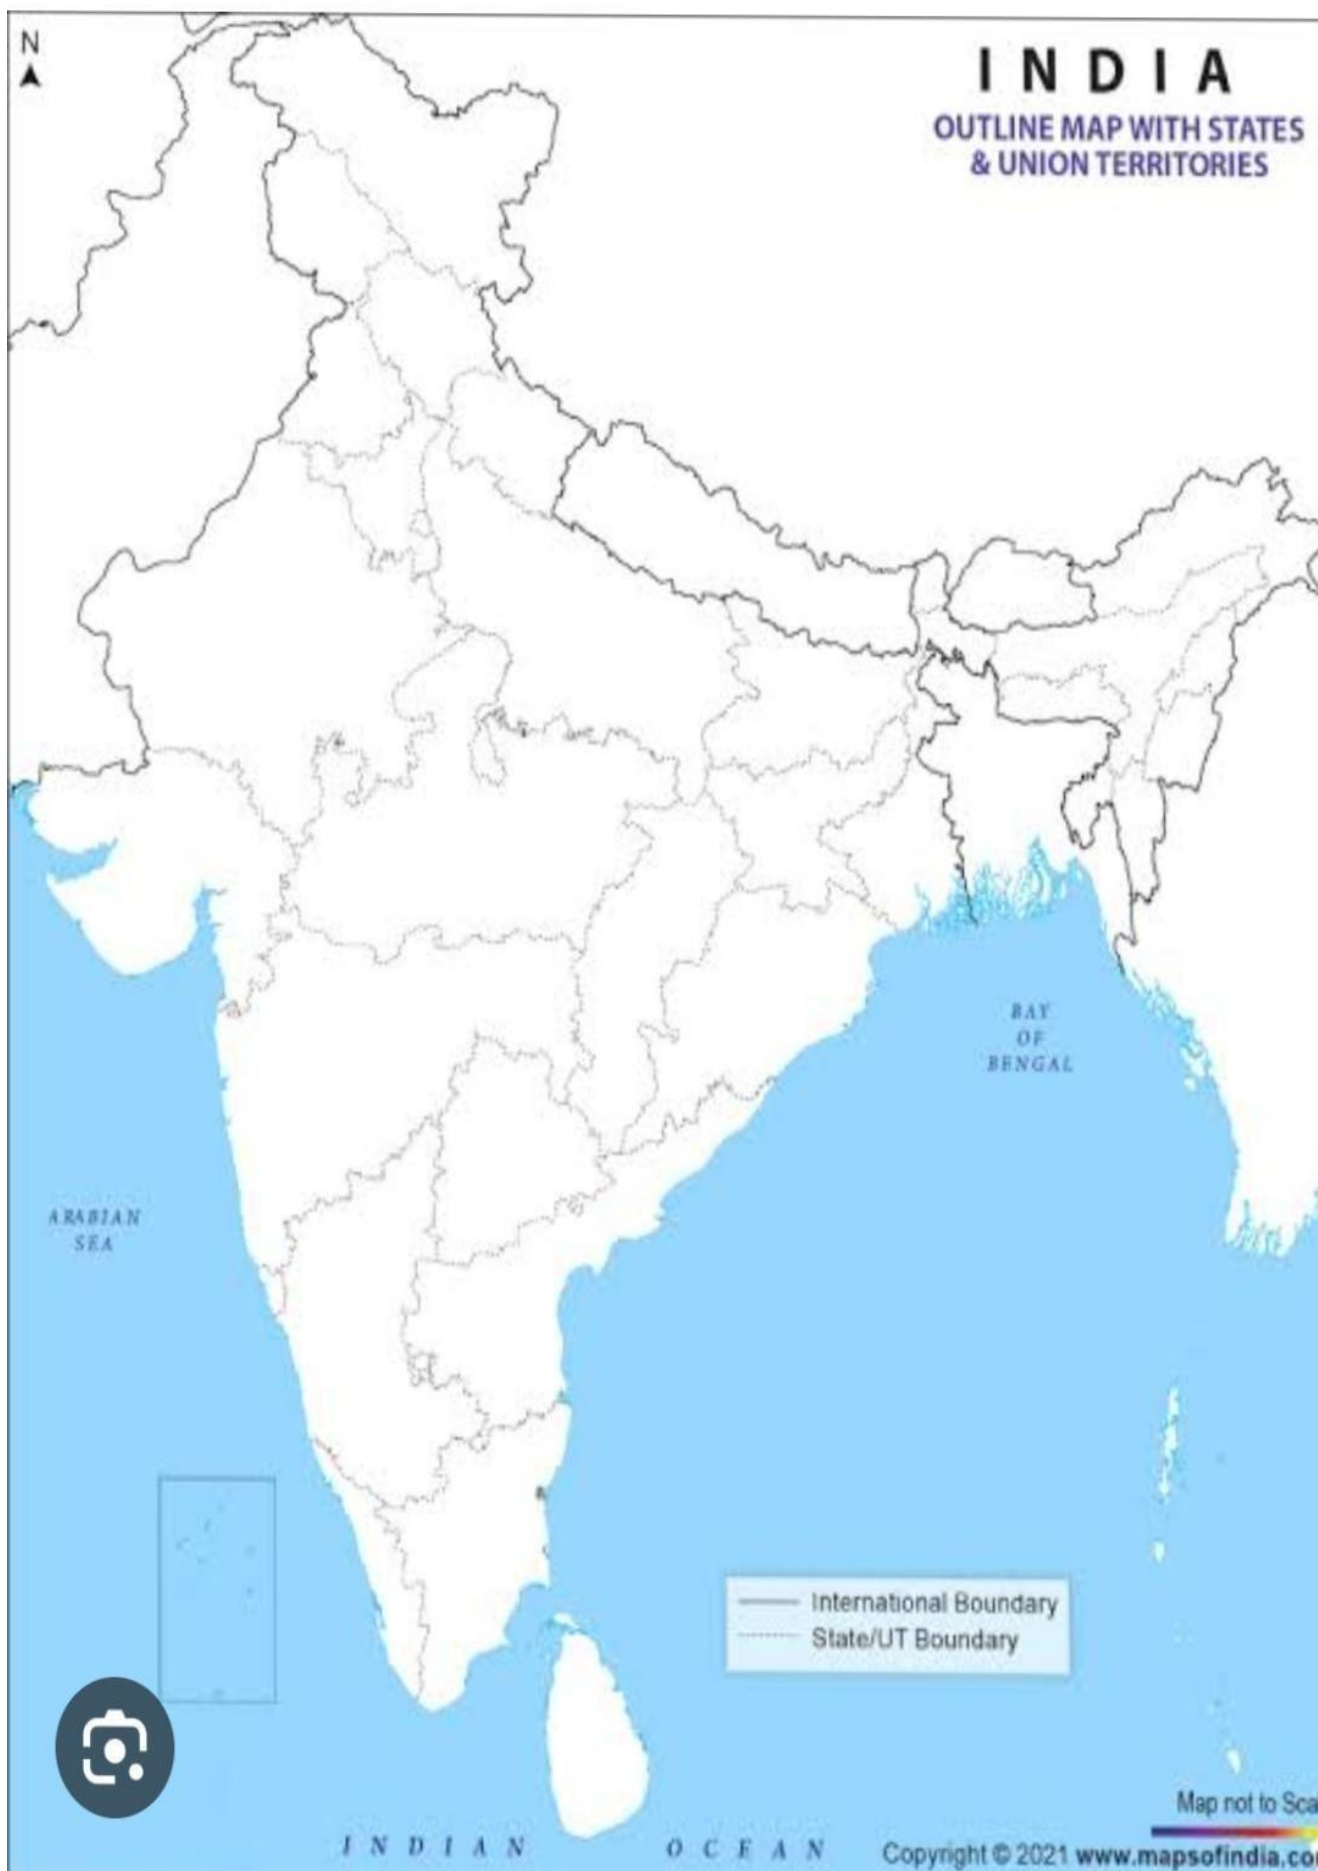 N
INDIA
OUTLINE MAP WITH STATES
& UNION TERRITORIES
BAY
OF
BENGAL
ARABIAN
SEA
International Boundary
State/UT Boundary
Map not to Sca
INDIAN OCEAN
Copyright © 2021 www.mapsofindia.co